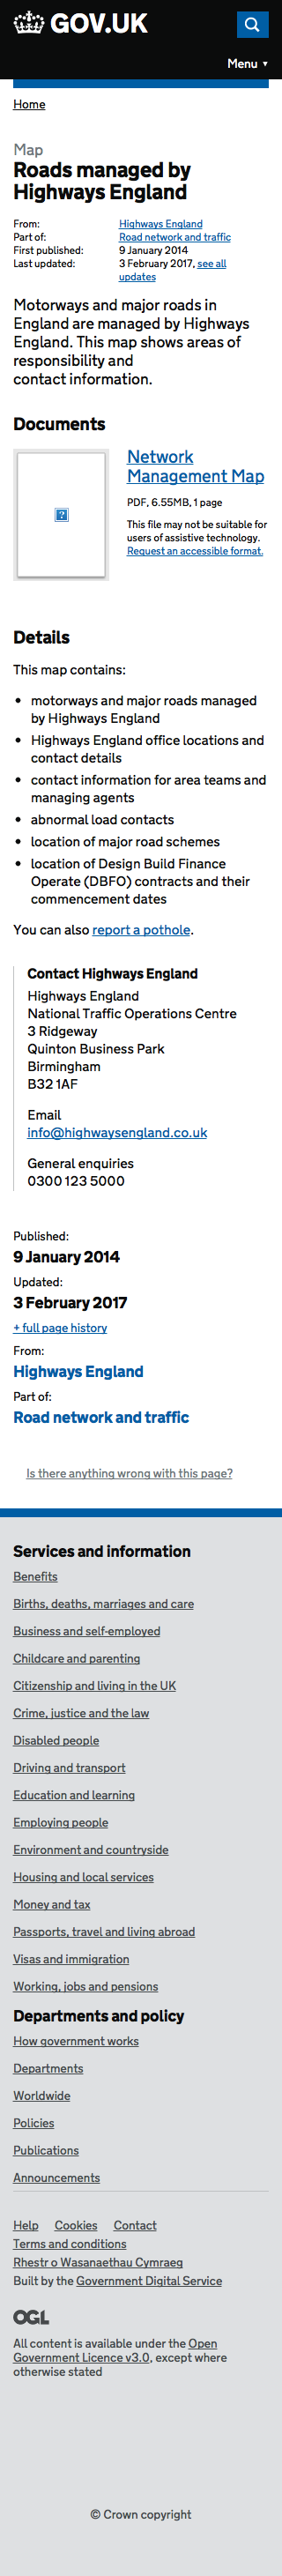 GOV.UK
Menu ▼
Home
Map
Roads managed by
Highways England
From: Highways England
Part of: Road network and traffic
First published: 9 January 2014
Last updated: 3 February 2017, see all
updates
Motorways and major roads in
England are managed by Highways
England. This map shows areas of
responsibility and
contact information.
Documents
Network
Management Map
PDF, 6.55MB, 1 page
This file may not be suitable for
users of assistive technology.
Request an accessible format.
Details
This map contains:
• motorways and major roads managed
by Highways England
• Highways England office locations and
contact details
• contact information for area teams and
managing agents
• abnormal load contacts
• location of major road schemes
• location of Design Build Finance
Operate (DBFO) contracts and their
commencement dates
You can also report a pothole.
Contact Highways England
Highways England
National Traffic Operations Centre
3 Ridgeway
Quinton Business Park
Birmingham
B32 1AF
Email
info@highwaysengland.co.uk
General enquiries
0300 123 5000
Published:
9 January 2014
Updated:
3 February 2017
+ full page history
From:
Highways England
Part of:
Road network and traffic
Is there anything wrong with this page?
Services and information
Benefits
Births, deaths, marriages and care
Business and self-employed
Childcare and parenting
Citizenship and living in the UK
Crime, justice and the law
Disabled people
Driving and transport
Education and learning
Employing people
Environment and countryside
Housing and local services
Money and tax
Passports, travel and living abroad
Visas and immigration
Working, jobs and pensions
Departments and policy
How government works
Departments
Worldwide
Policies
Publications
Announcements
Help Cookies Contact
Terms and conditions
Rhestr o Wasanaethau Cymraeg
Built by the Government Digital Service
OGL
All content is available under the Open
Government Licence v3.0, except where
otherwise stated
© Crown copyright